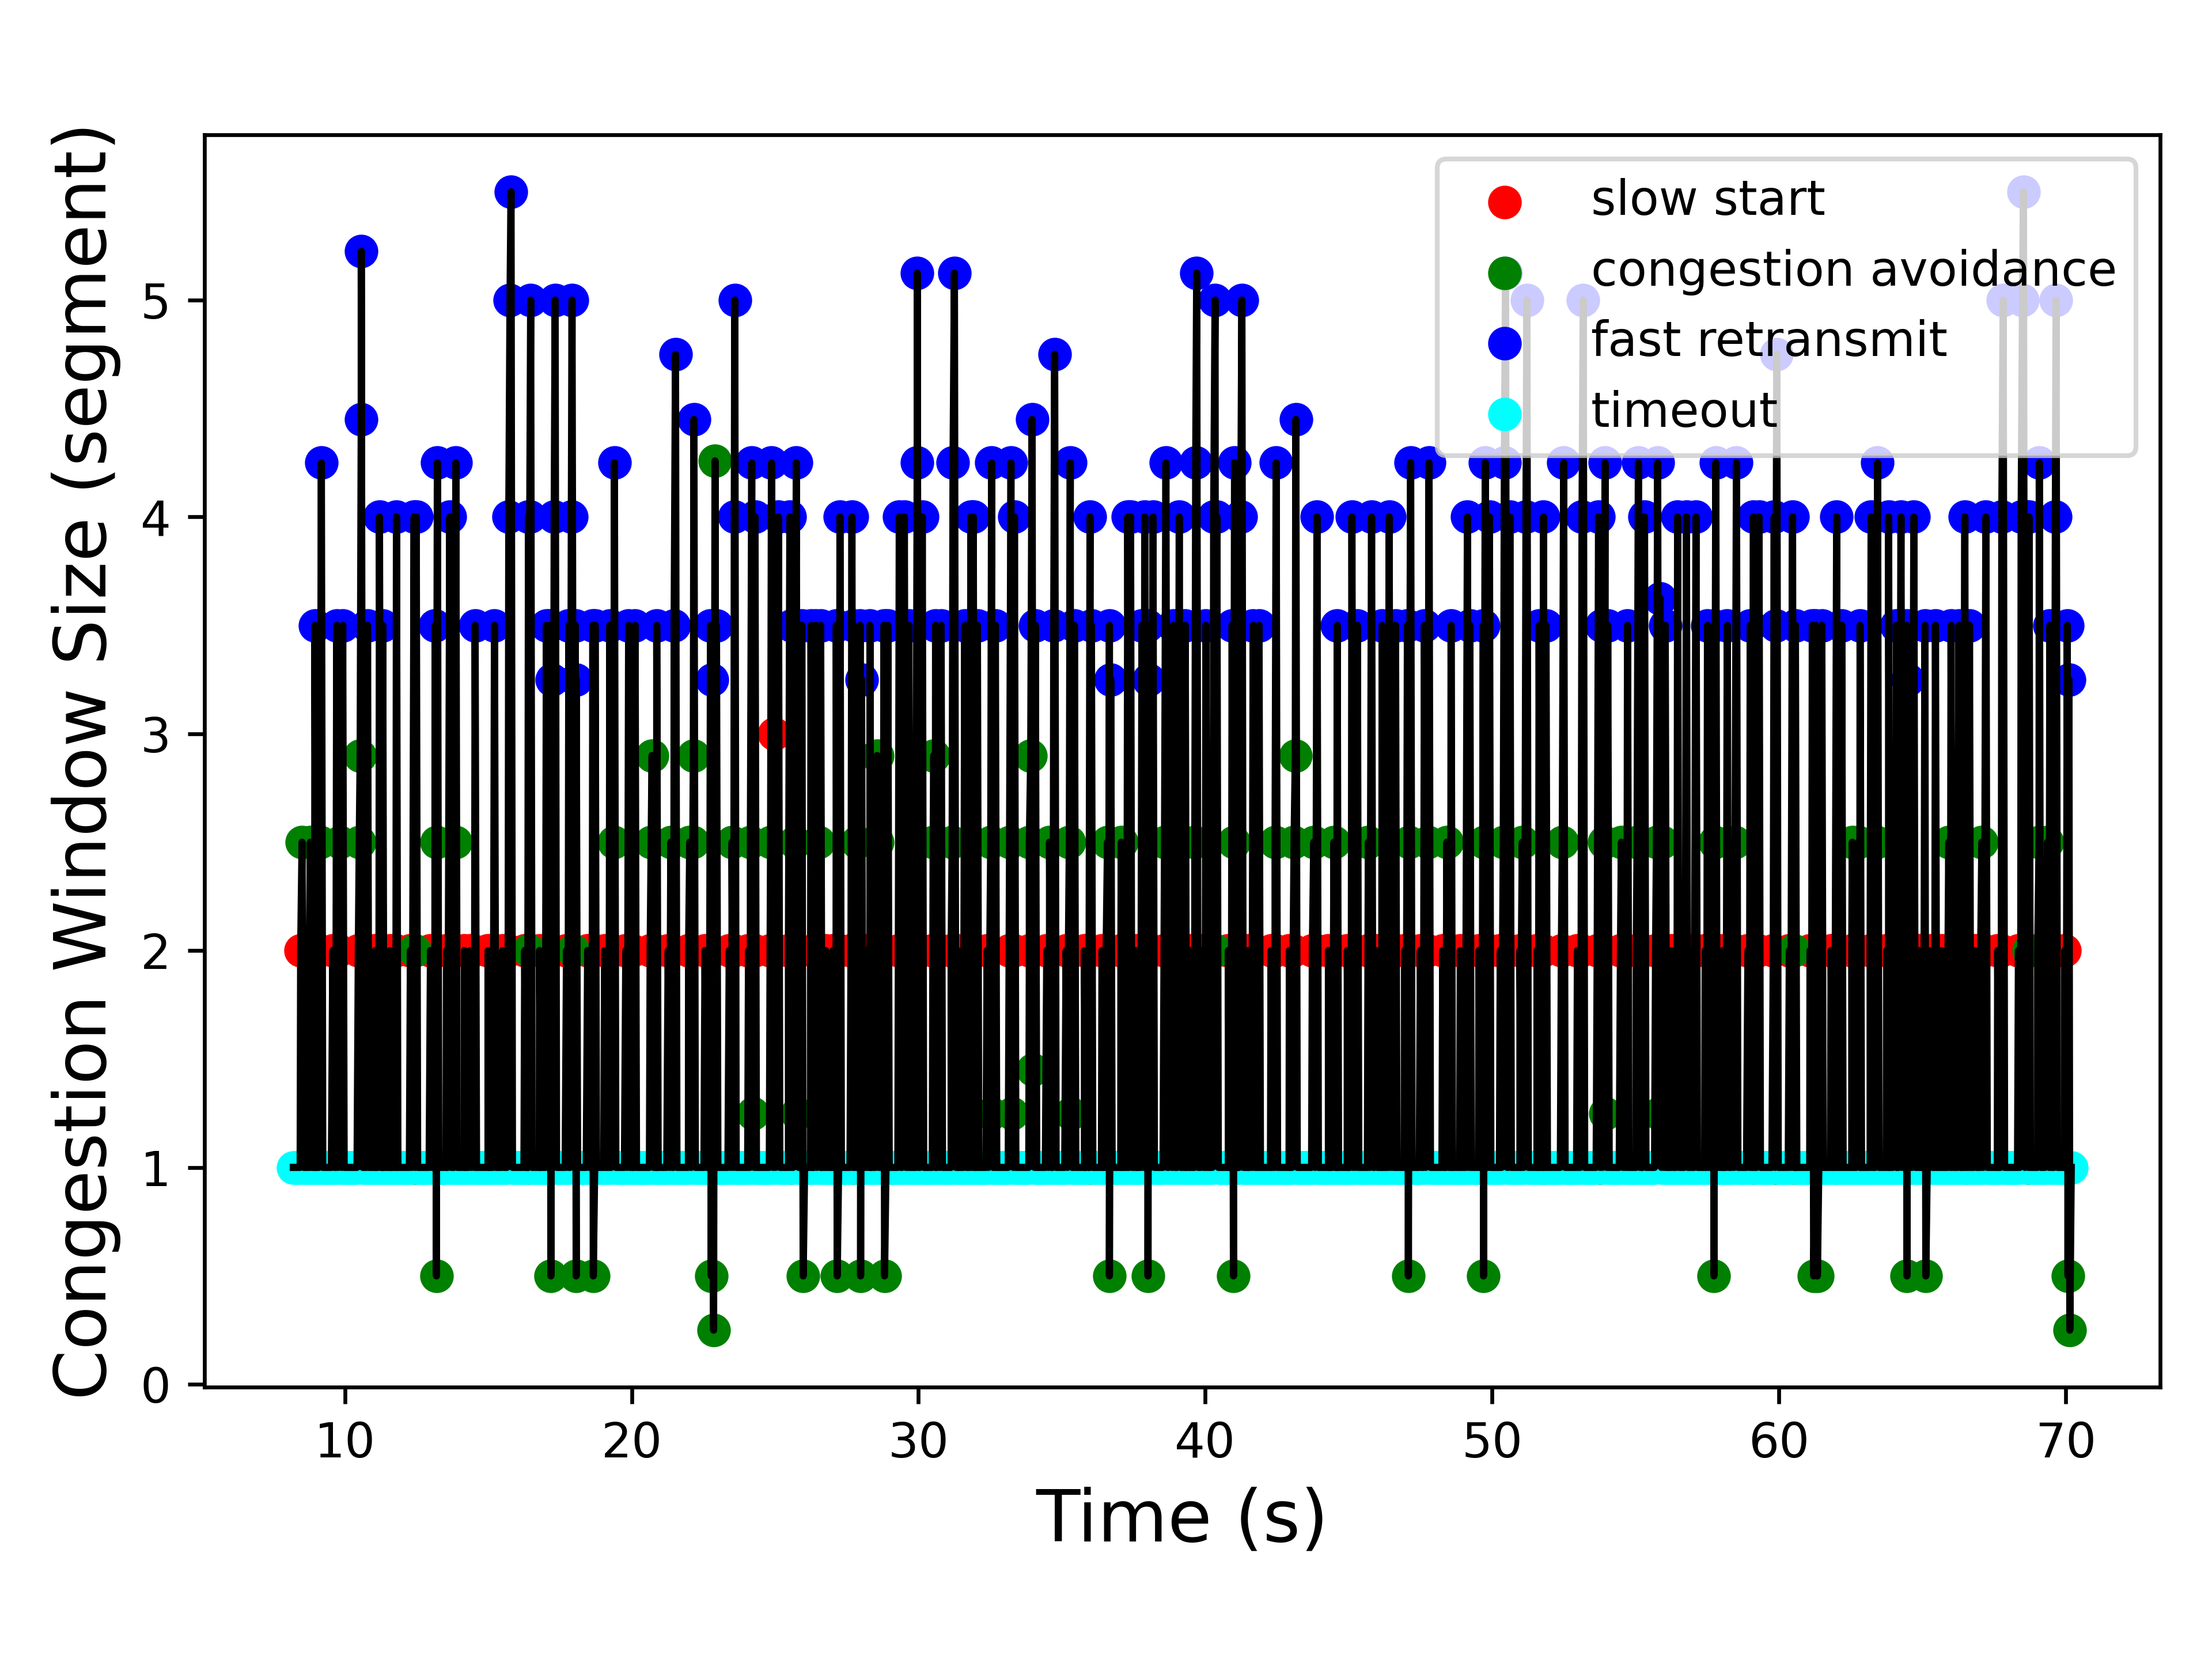 Congestion Window Size (segment)
5
4
3
2
1
0
slow start
congestion avoidance
fast retransmit
timeout
10 20 30 40 50 60 70
Time (s)